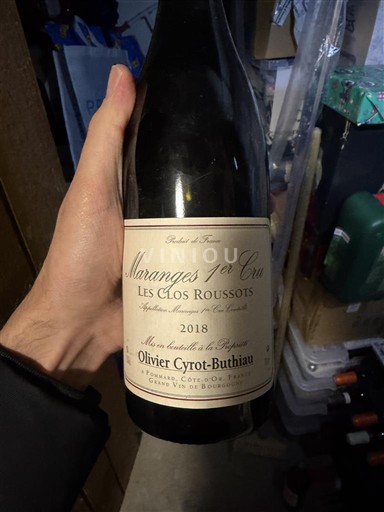 Produit de France
VINIOU
Maranges 1er Cru
LES CLOS ROUSSOTS
Appellation Maranges 1er Cru Contrôlée
2018
Mis en bouteille à la Propriété
Olivier Cyrot-Buthiau
A POMMARD, CÔTE-D'OR, FRANCE
GRAND VIN DE BOURGOGNE